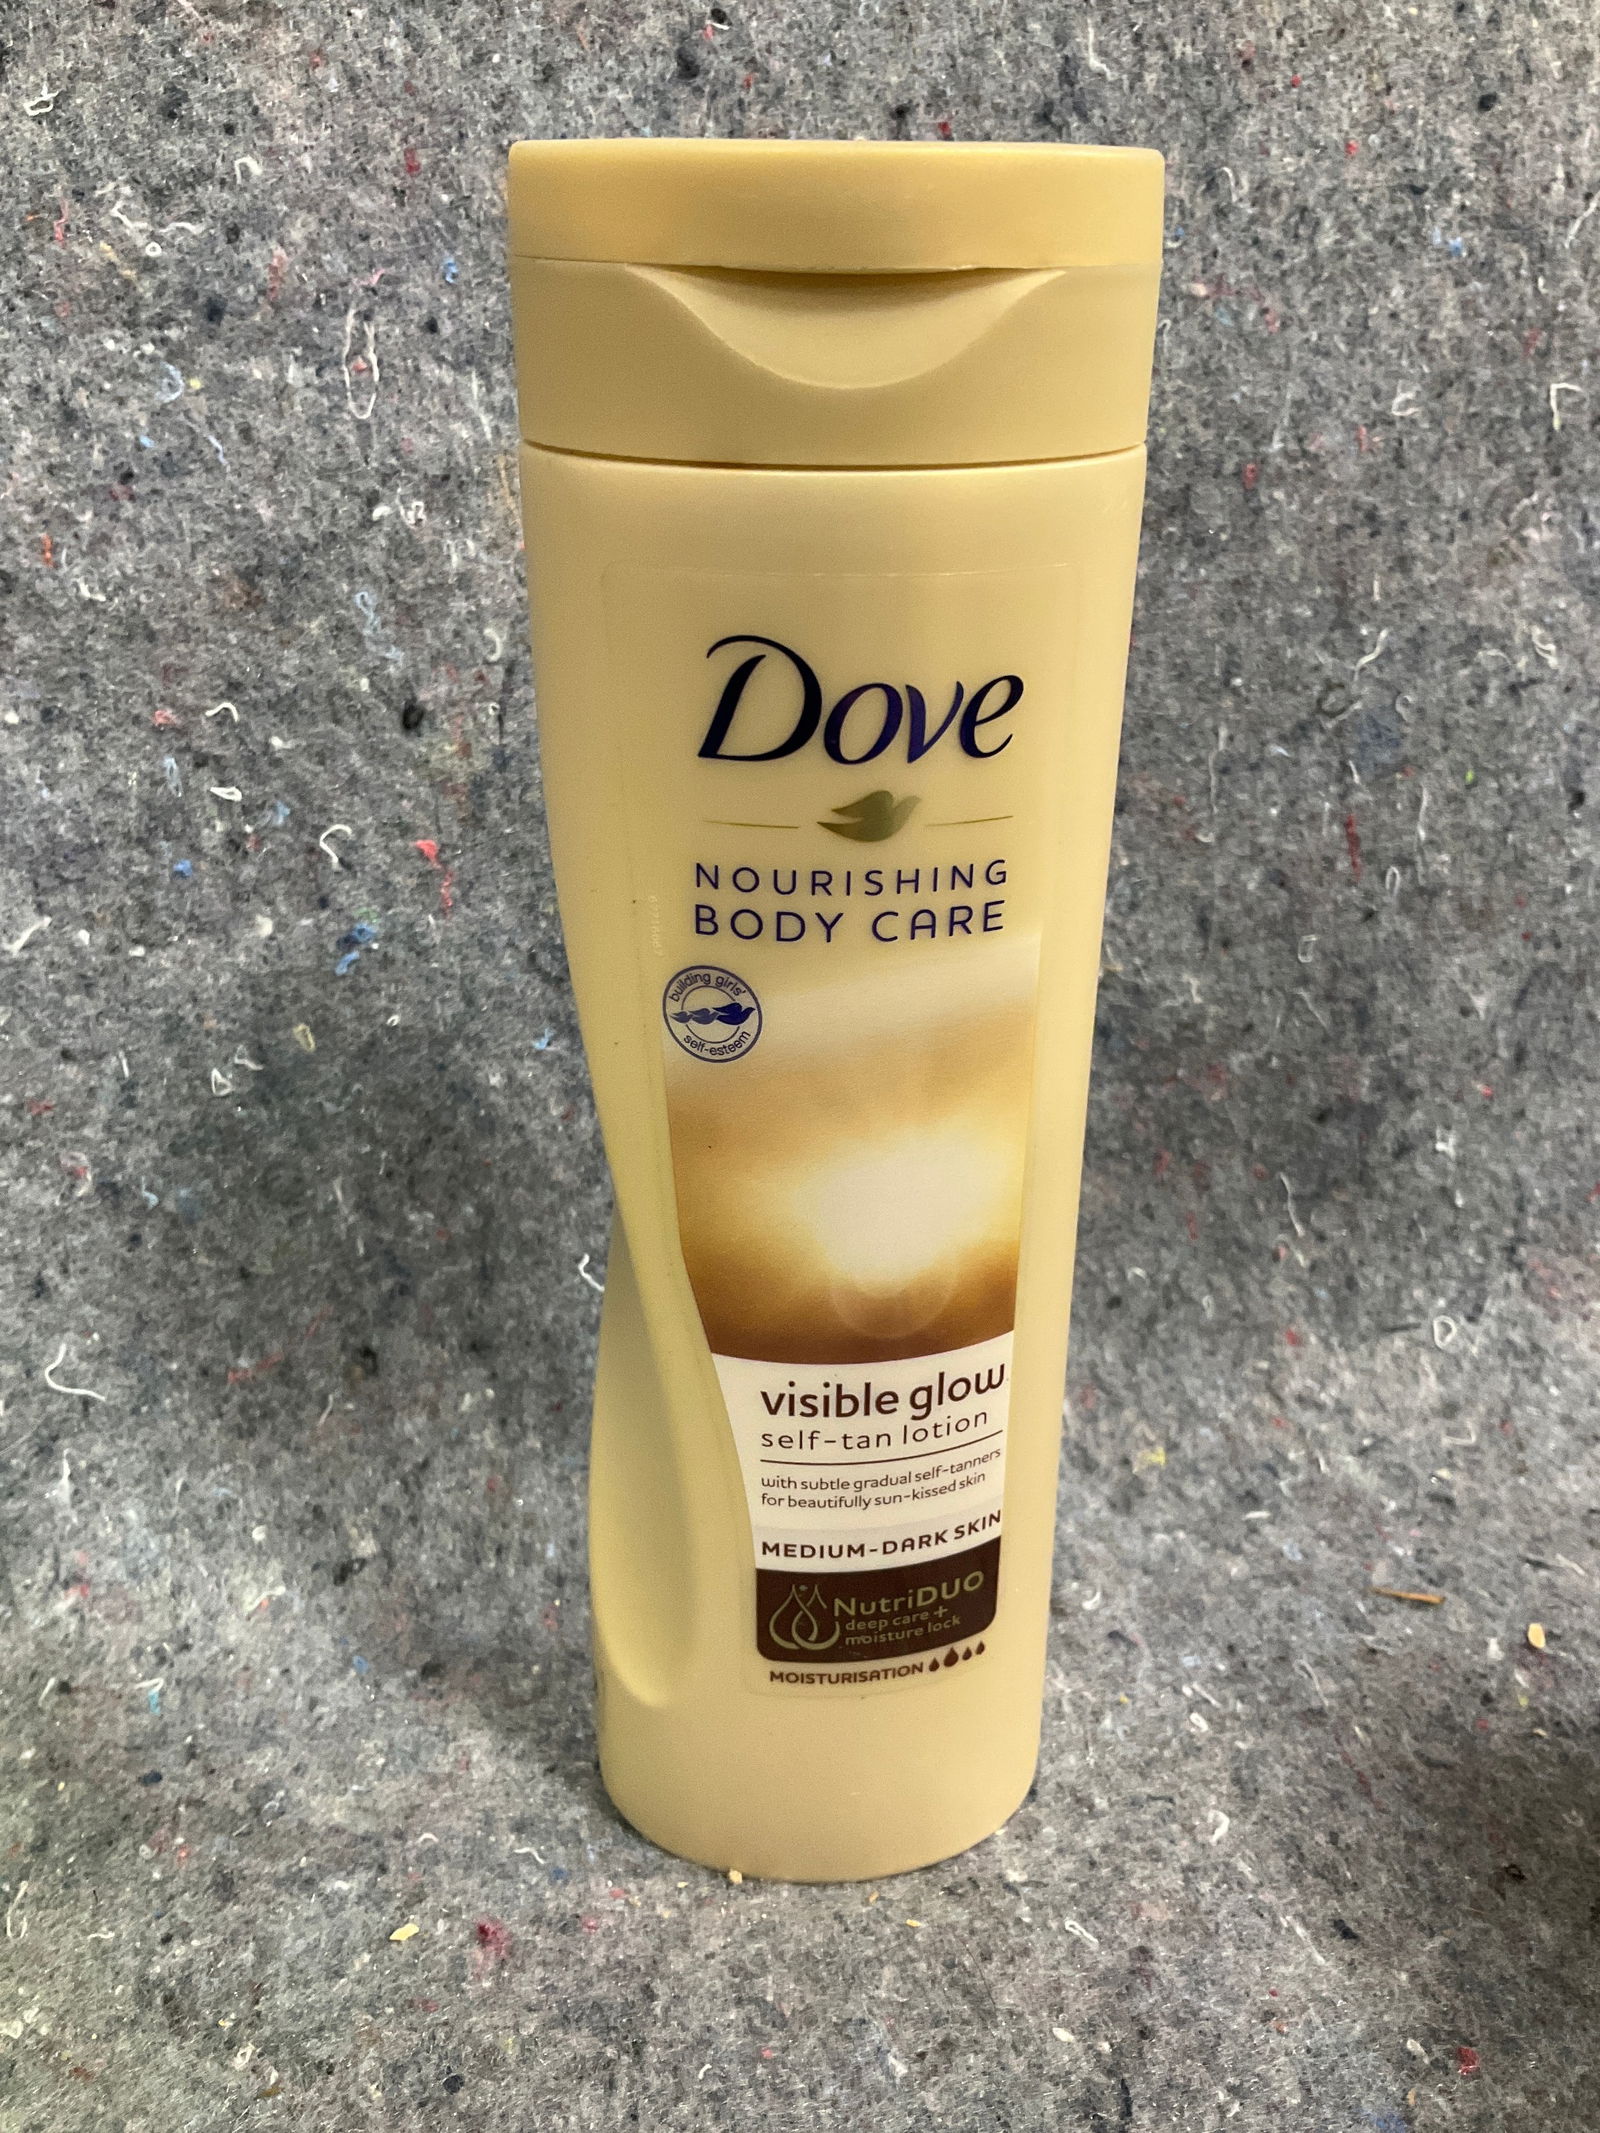 Dove
NOURISHING
BODY CARE
building girls'
self-esteem
visible glow
self-tan lotion
with subtle gradual self-tanners
for beautifully sun-kissed skin
MEDIUM-DARK SKIN
NutriDUO
deep care +
moisture lock
MOISTURISATION